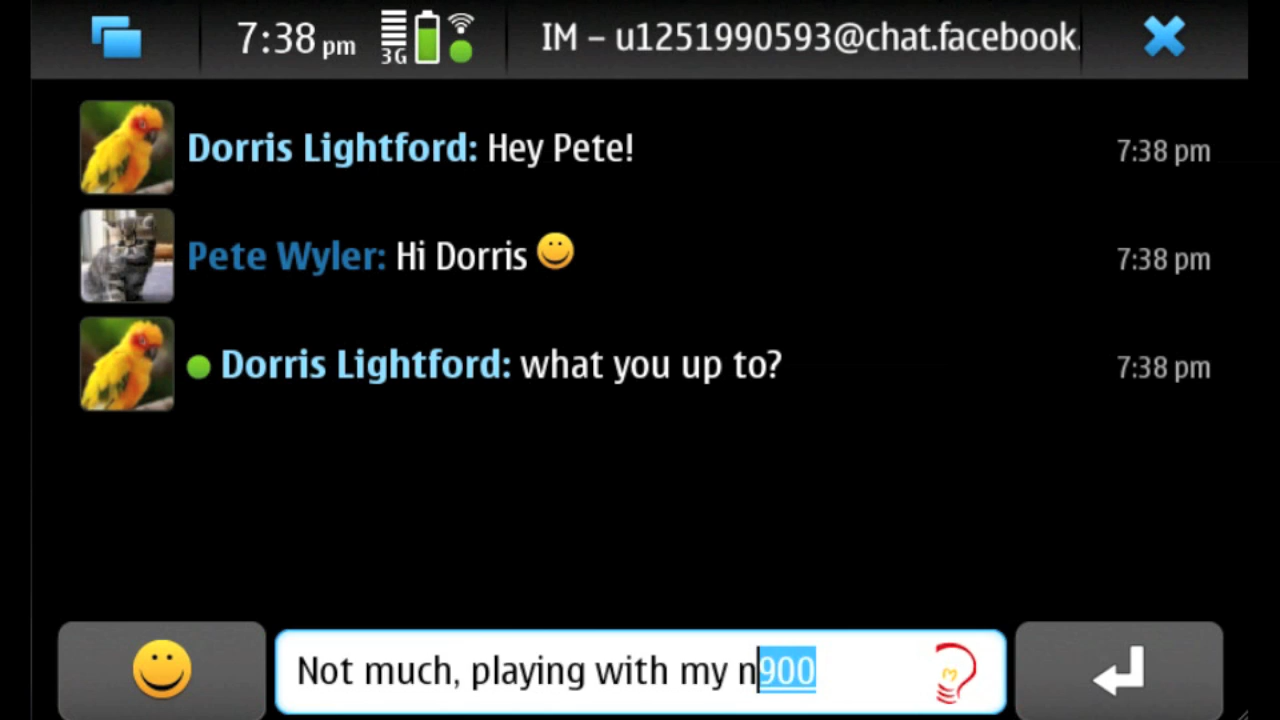 7:38 pm 3G IM – u1251990593@chat.facebook.
Dorris Lightford: Hey Pete! 7:38 pm
Pete Wyler: Hi Dorris 7:38 pm
Dorris Lightford: what you up to? 7:38 pm
Not much, playing with my n900